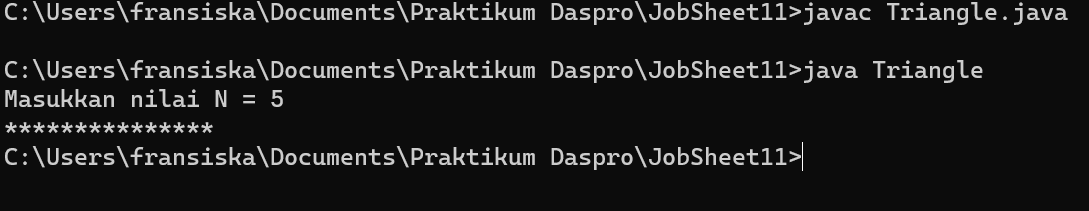 C:\Users\fransiska\Documents\Praktikum Daspro\JobSheet11>javac Triangle.java
C:\Users\fransiska\Documents\Praktikum Daspro\JobSheet11>java Triangle
Masukkan nilai N = 5
***************
C:\Users\fransiska\Documents\Praktikum Daspro\JobSheet11>